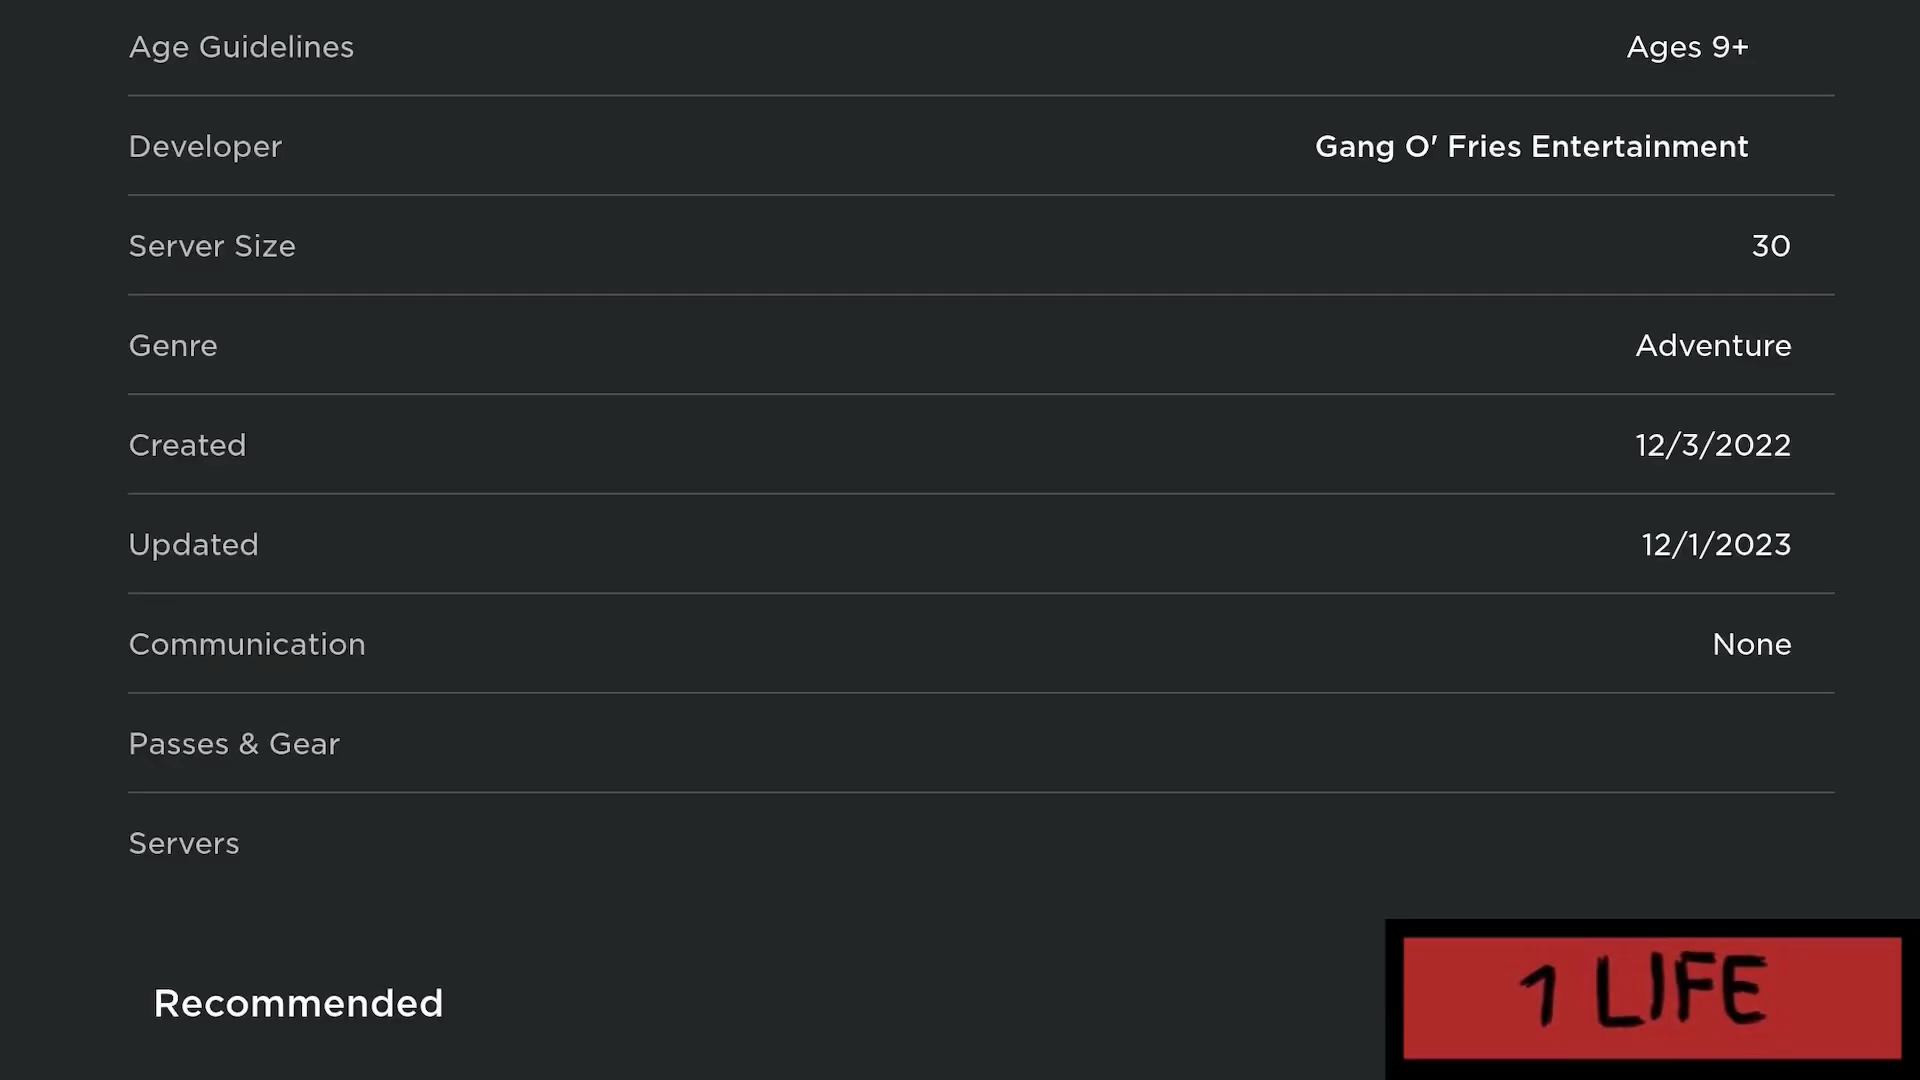 Age Guidelines Ages 9+
Developer Gang O' Fries Entertainment
Server Size 30
Genre Adventure
Created 12/3/2022
Updated 12/1/2023
Communication None
Passes & Gear
Servers
Recommended
1 LIFE